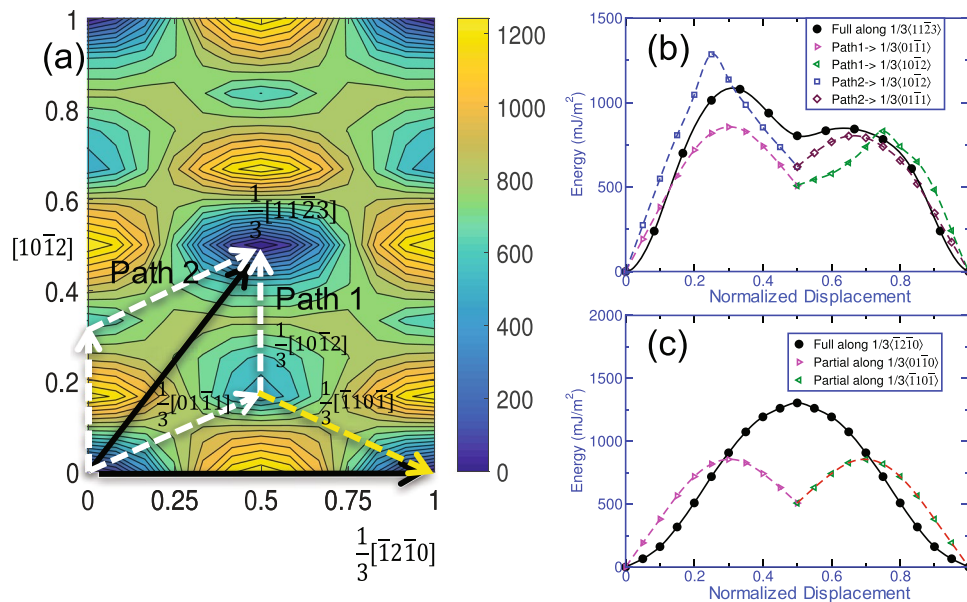 (a)
1
0.8
0.6
0.4
0.2
0
[101̄2]
0
0.25
0.5
0.75
1
1/3[1̄21̄0]
1/3[112̄3]
Path 2
Path 1
1/3[101̄2]
1/3[011̄1]
1/3[1̄101̄]
1200
1000
800
600
400
200
0
(b)
1500
1000
500
0
Energy (mJ/m²)
Full along 1/3⟨112̄3⟩
Path1-> 1/3⟨011̄1⟩
Path1-> 1/3⟨101̄2⟩
Path2-> 1/3⟨101̄2⟩
Path2-> 1/3⟨011̄1⟩
0 0.2 0.4 0.6 0.8
Normalized Displacement
(c)
2000
1500
1000
500
0
Energy (mJ/m²)
Full along 1/3⟨1̄21̄0⟩
Partial along 1/3⟨011̄0⟩
Partial along 1/3⟨1̄101̄⟩
0 0.2 0.4 0.6 0.8
Normalized Displacement